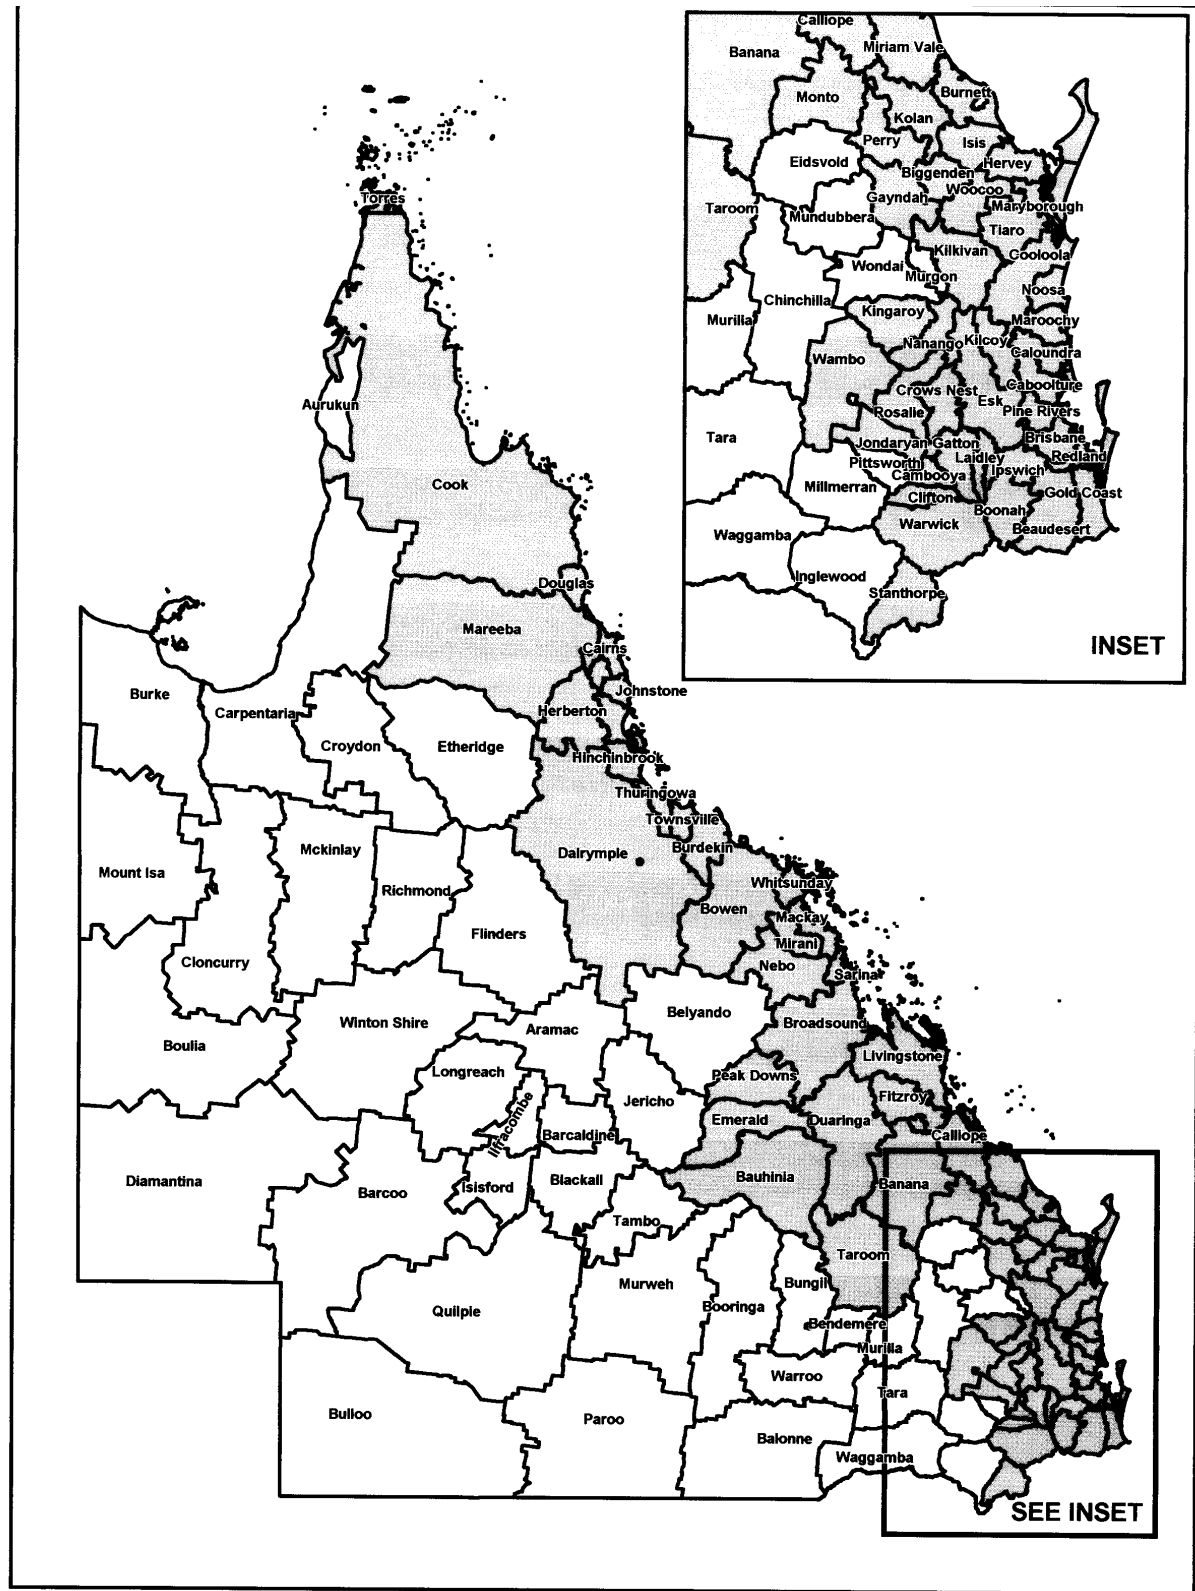 Calliope
Banana
Miriam Vale
Monto
Burnett
Kolan
Perry
Isis
Eidsvold
Hervey
Biggenden
Woocoo
Gayndah
Taroom
Maryborough
Mundubbera
Tiaro
Kilkivan
Cooloola
Wondai
Murgon
Noosa
Chinchilla
Kingaroy
Murilla
Maroochy
Nanango
Kilcoy
Caloundra
Wambo
Caboolture
Crows Nest
Esk
Rosalie
Pine Rivers
Tara
Brisbane
Jondaryan
Gatton
Laidley
Redland
Pittsworth
Ipswich
Cambooya
Millmerran
Gold Coast
Clifton
Boonah
Warwick
Beaudesert
Waggamba
Inglewood
Stanthorpe
INSET
Torres
Aurukun
Cook
Douglas
Mareeba
Cairns
Johnstone
Burke
Carpentaria
Herberton
Croydon
Etheridge
Hinchinbrook
Thuringowa
Townsville
Mckinlay
Burdekin
Dalrymple
Mount Isa
Richmond
Whitsunday
Bowen
Mackay
Flinders
Mirani
Cloncurry
Nebo
Sarina
Belyando
Winton Shire
Aramac
Broadsound
Boulia
Livingstone
Longreach
Peak Downs
Ilfracombe
Jericho
Fitzroy
Emerald
Duaringa
Barcaldine
Calliope
Diamantina
Bauhinia
Banana
Barcoo
Isisford
Blackall
Tambo
Taroom
Murweh
Bungil
Quilpie
Booringa
Bendemere
Murilla
Warroo
Tara
Bulloo
Paroo
Balonne
Waggamba
SEE INSET